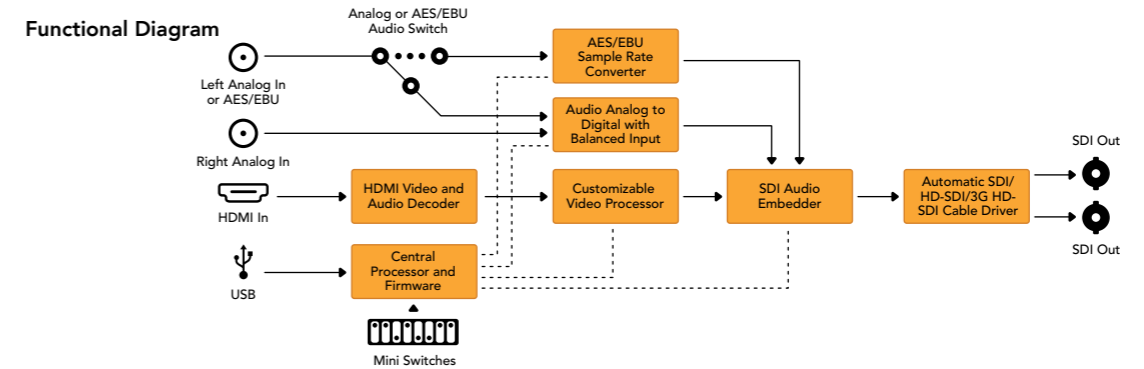 Functional Diagram
Analog or AES/EBU
Audio Switch
Left Analog In
or AES/EBU
Right Analog In
HDMI In
USB
AES/EBU
Sample Rate
Converter
Audio Analog to
Digital with
Balanced Input
HDMI Video and
Audio Decoder
Customizable
Video Processor
SDI Audio
Embedder
Automatic SDI/
HD-SDI/3G HD-
SDI Cable Driver
SDI Out
SDI Out
Central
Processor and
Firmware
Mini Switches